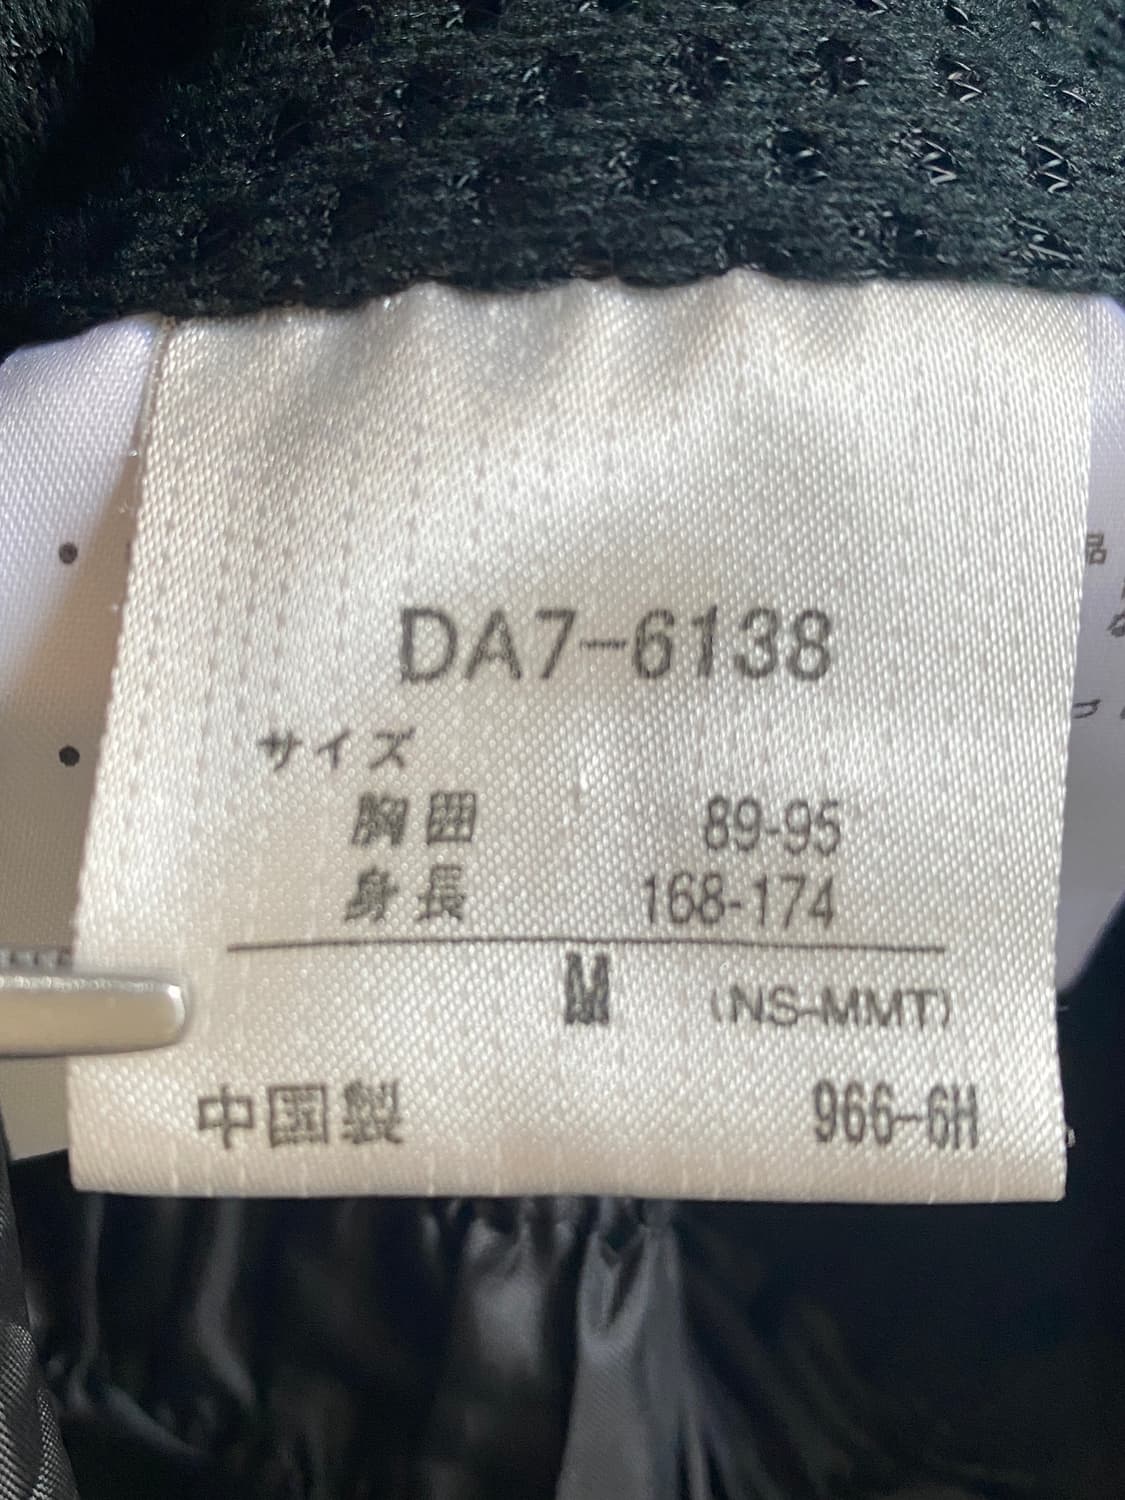 DA7-6138
サイズ
胸囲 89-95
身長 168-174
M (NS-MMT)
中国製 966-6H
品